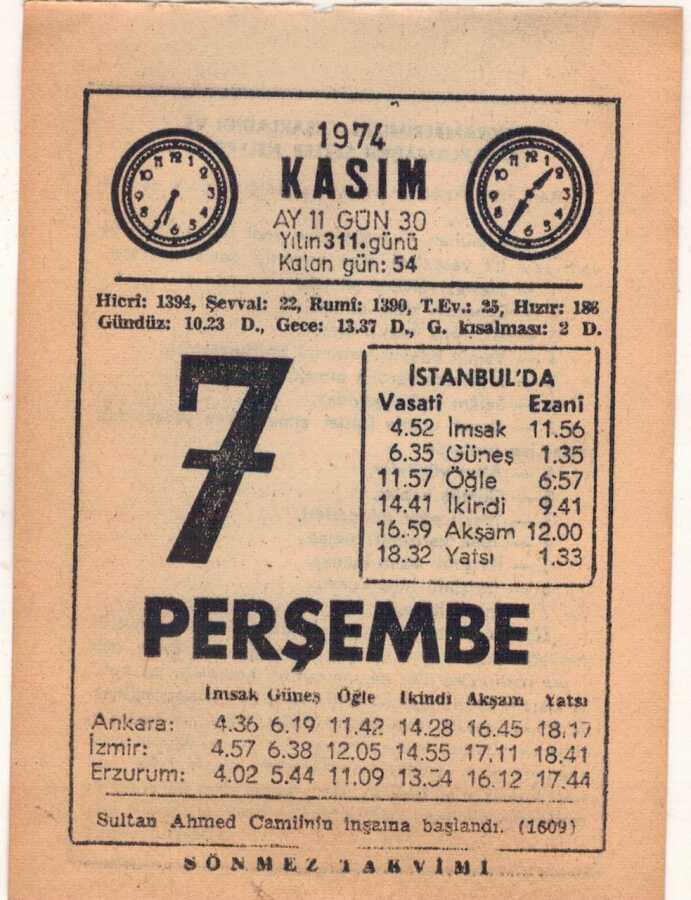 1974
KASIM
AY 11 GÜN 30
Yılın 311. günü
Kalan gün: 54
Hicrî: 1394, Şevval: 22, Rumî: 1390, T.Ev.: 25, Hızır: 186
Gündüz: 10.23 D., Gece: 13.37 D., G. kısalması: 2 D.
7
İSTANBUL'DA
Vasatî Ezanî
4.52 İmsak 11.56
6.35 Güneş 1.35
11.57 Öğle 6:57
14.41 İkindi 9.41
16.59 Akşam 12.00
18.32 Yatsı 1.33
PERŞEMBE
İmsak Güneş Öğle İkindi Akşam Yatsı
Ankara: 4.36 6.19 11.42 14.28 16.45 18.17
İzmir: 4.57 6.38 12.05 14.55 17.11 18.41
Erzurum: 4.02 5.44 11.09 16.12 17.44
Sultan Ahmed Camiinin inşaına başlandı. (1609)
SÖNMEZ TAKVİMİ